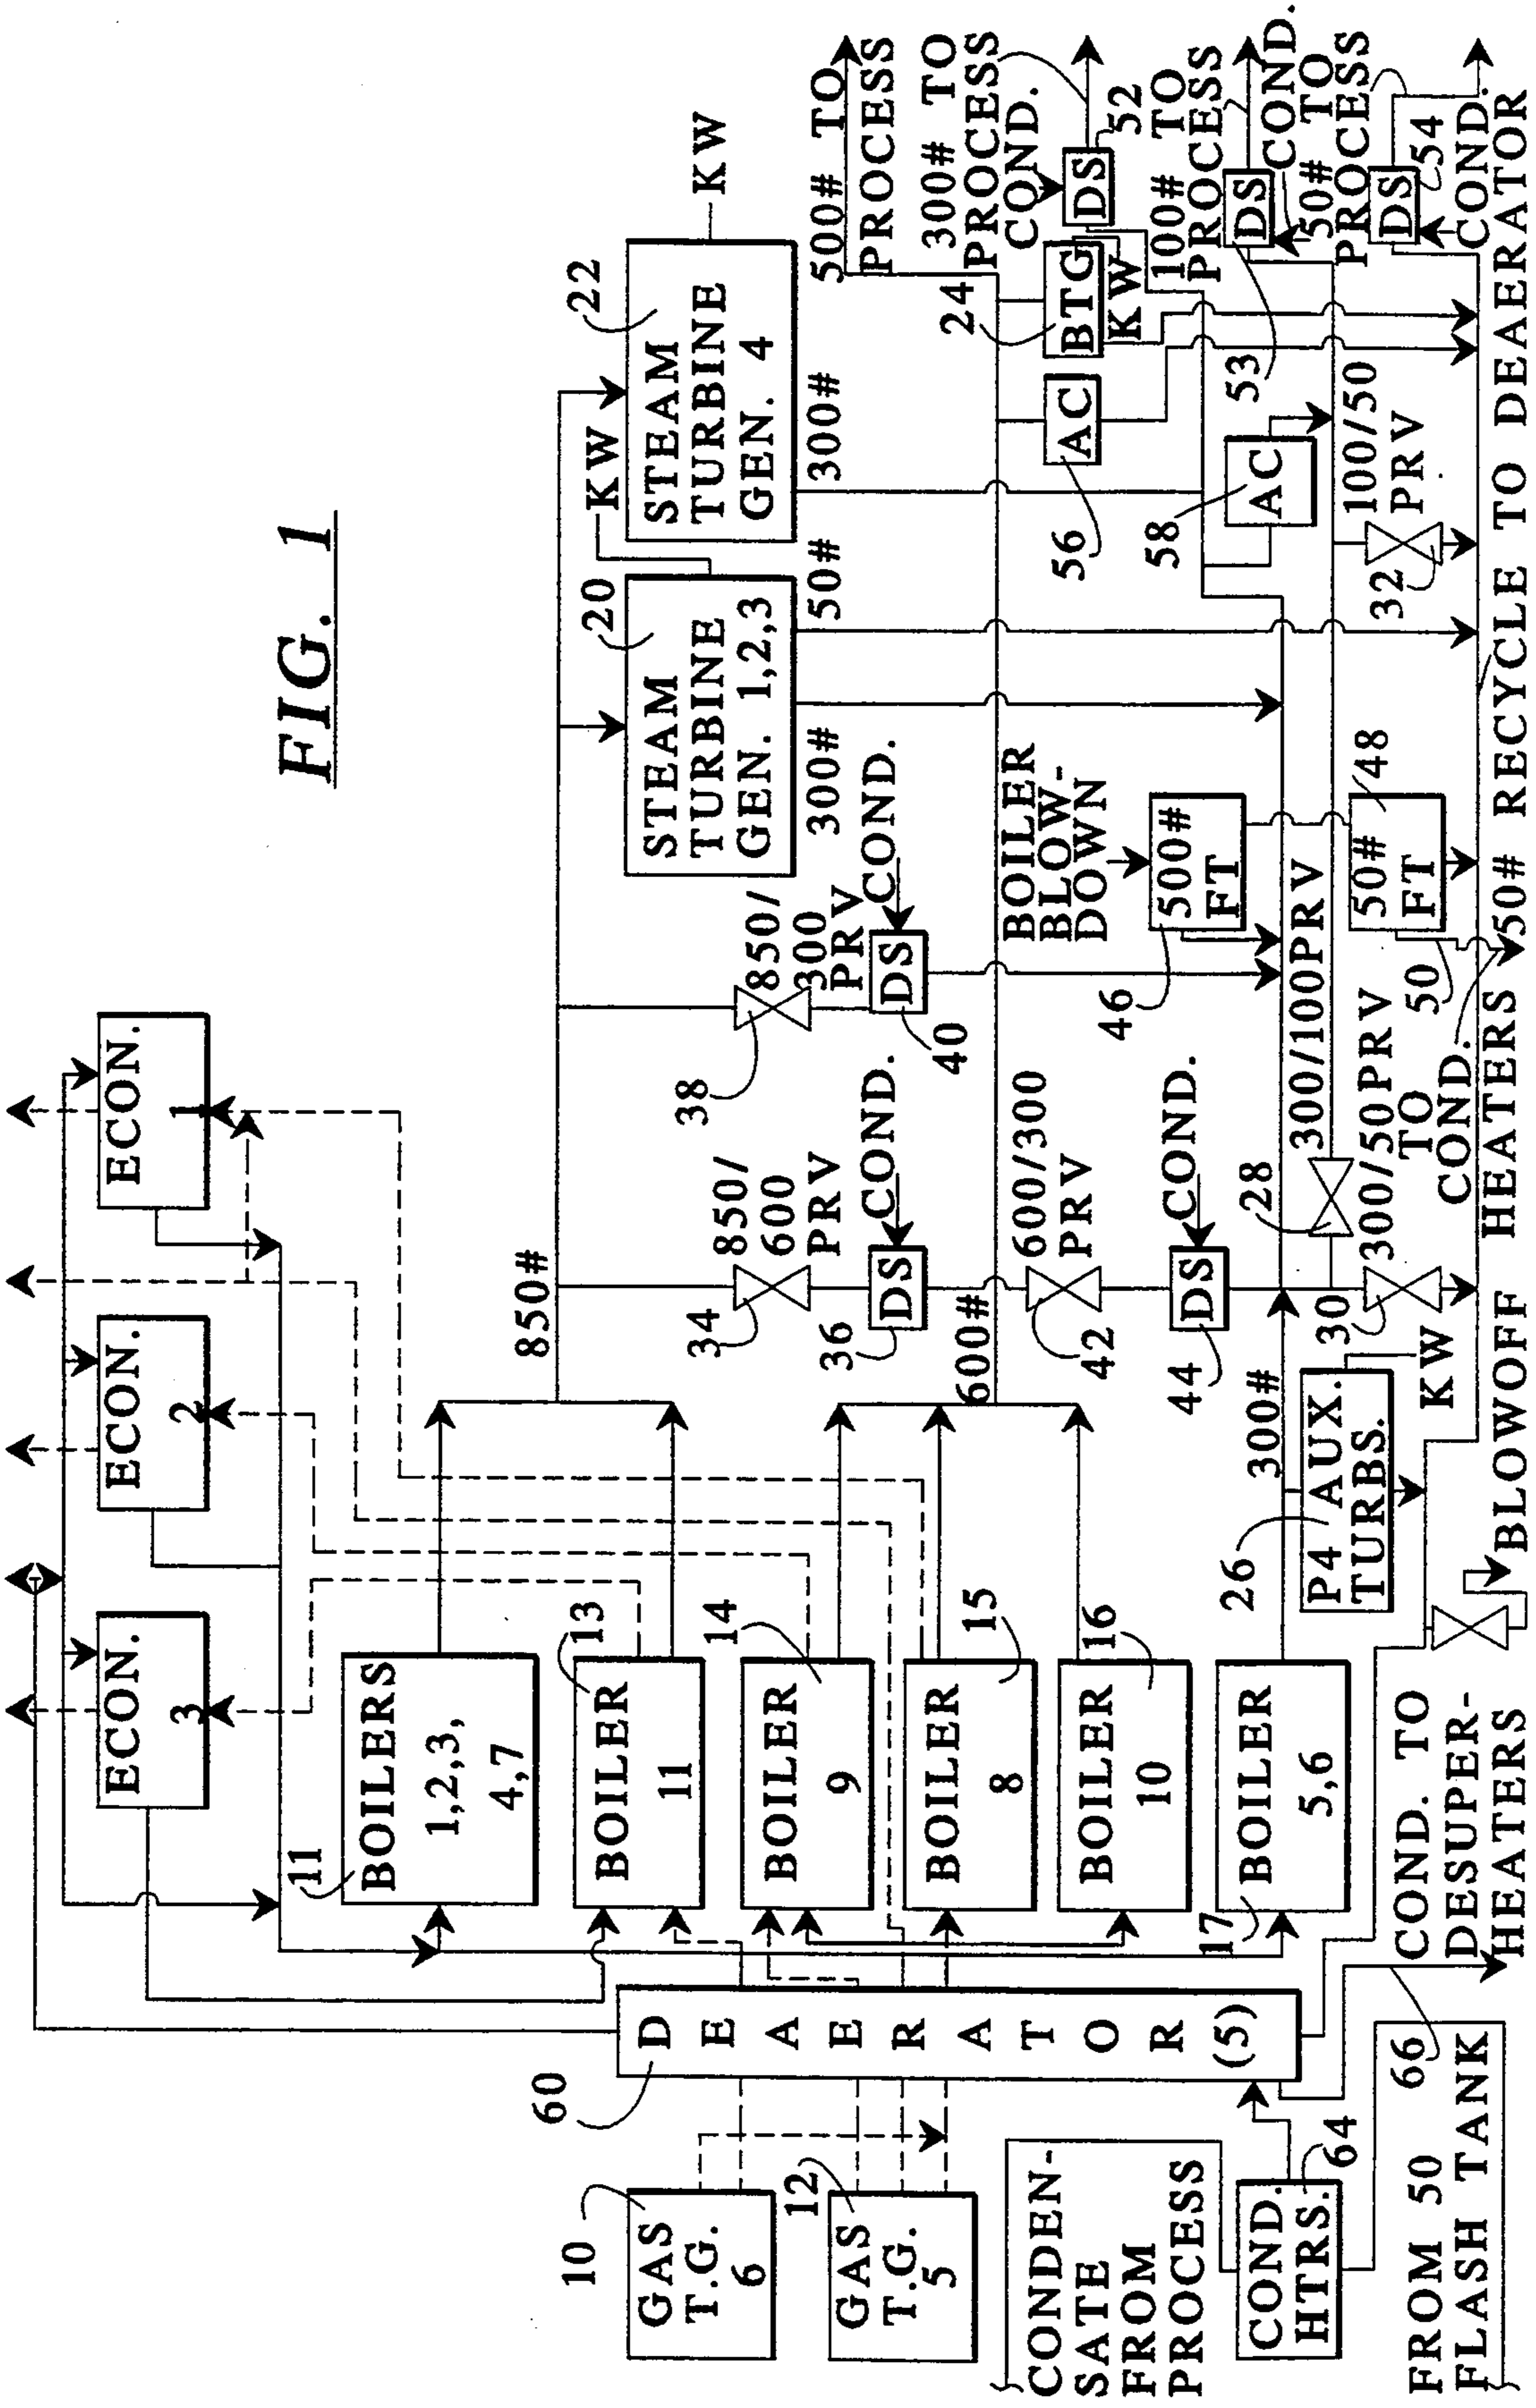 FIG. 1
ECON.
3
ECON.
2
ECON.
1
11
BOILERS
1,2,3,
4,7
13
BOILER
11
14
BOILER
9
15
BOILER
8
16
BOILER
10
17
BOILER
5,6
10
GAS
T.G.
6
12
GAS
T.G.
5
60
DEAERATOR
(5)
CONDEN-
SATE
FROM
PROCESS
COND.
HTRS.
64
FROM 50
FLASH TANK
66
COND. TO
DESUPER-
HEATERS
850#
600#
300#
26
P4 AUX.
TURBS.
KW
BLOWOFF
34
850/
600
PRV
36
DS
COND.
38
850/
300
PRV
40
DS
COND.
42
600/300
PRV
44
DS
COND.
28
300/100PRV
30
300/50PRV
TO
COND.
HEATERS
20
STEAM
TURBINE
GEN. 1,2,3
KW
300#
50#
22
STEAM
TURBINE
GEN. 4
KW
300#
BOILER
BLOW-
DOWN
46
500#
FT
48
50#
FT
50
50# RECYCLE TO DEAERATOR
56
AC
58
AC
24
BTG
KW
32
100/50
PRV
500# TO
PROCESS
300# TO
PROCESS
COND.
DS
52
100# TO
PROCESS
DS
53
COND.
50# TO
PROCESS
DS
54
COND.